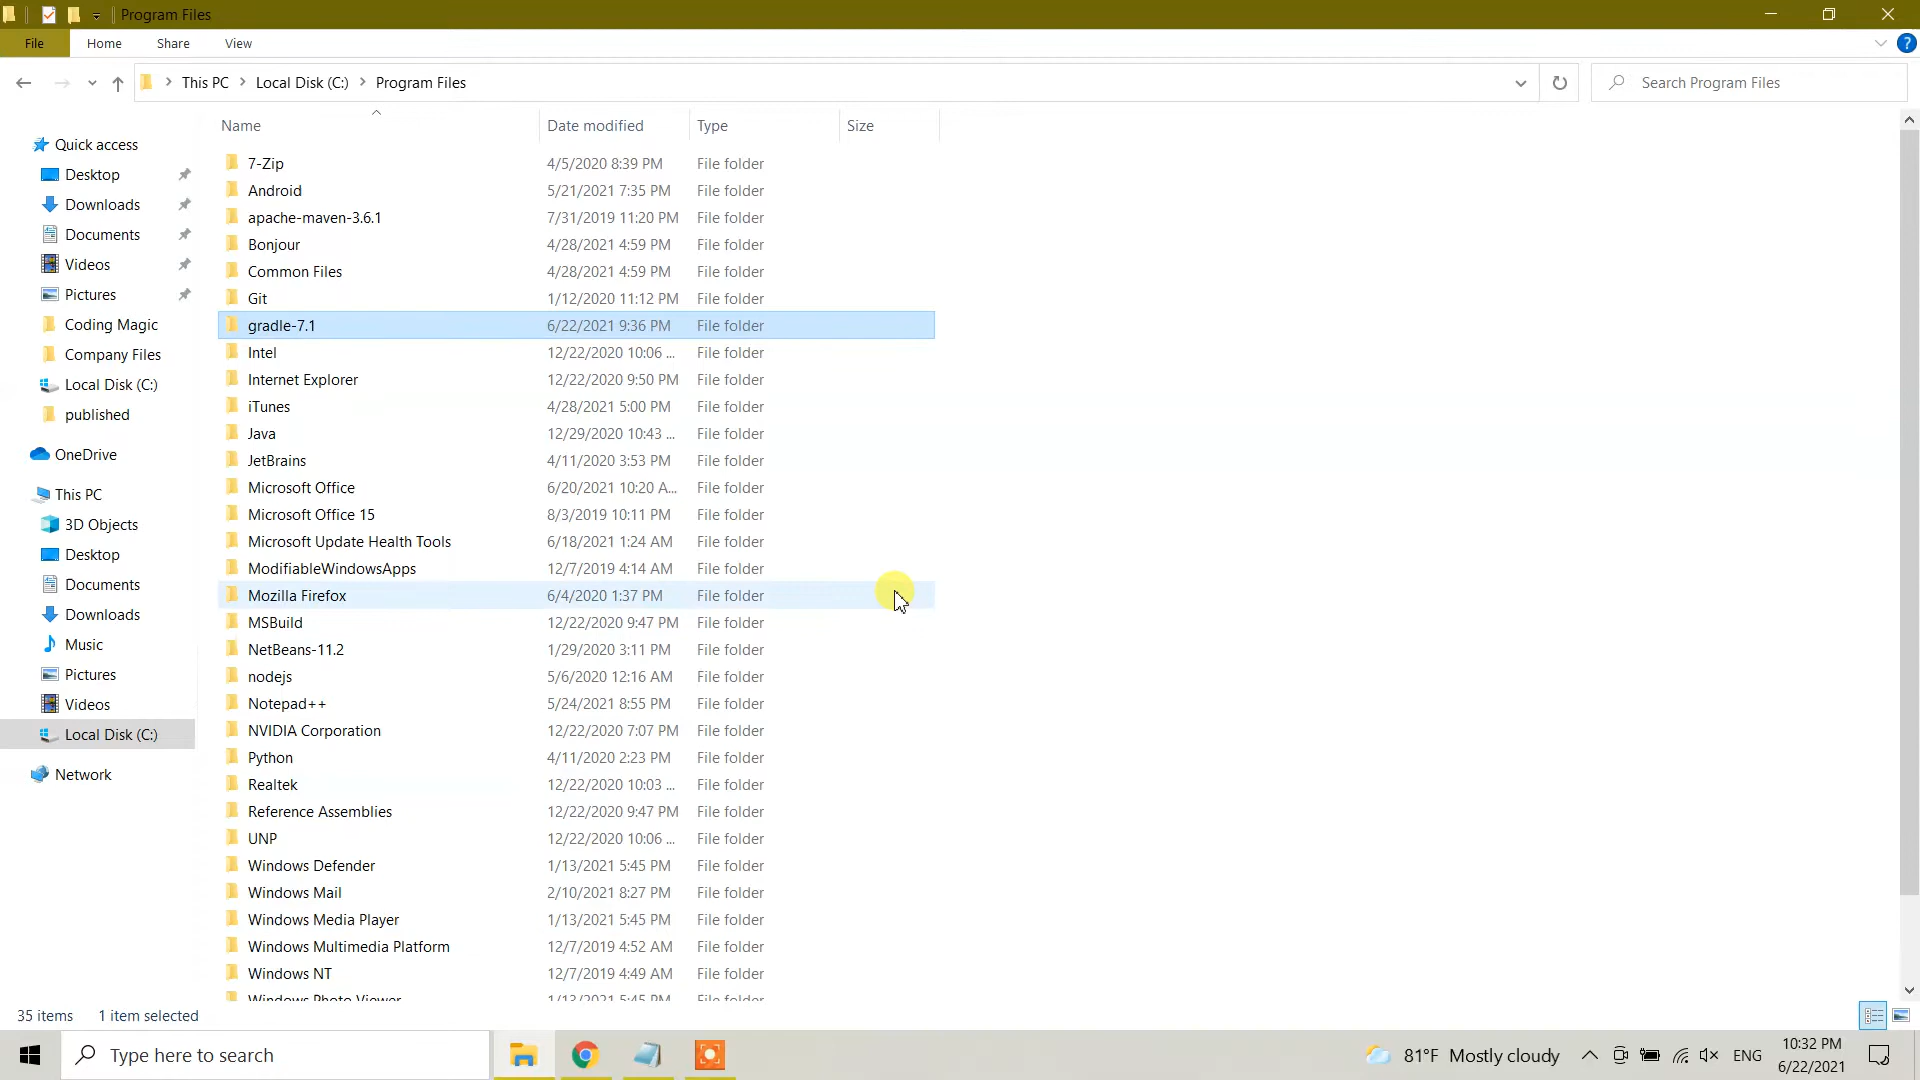 Program Files
File Home Share View
This PC Local Disk (C:) Program Files
Search Program Files
Name Date modified Type Size
Quick access
Desktop
Downloads
Documents
Videos
Pictures
Coding Magic
Company Files
Local Disk (C:)
published
OneDrive
This PC
3D Objects
Desktop
Documents
Downloads
Music
Pictures
Videos
Local Disk (C:)
Network
7-Zip 4/5/2020 8:39 PM File folder
Android 5/21/2021 7:35 PM File folder
apache-maven-3.6.1 7/31/2019 11:20 PM File folder
Bonjour 4/28/2021 4:59 PM File folder
Common Files 4/28/2021 4:59 PM File folder
Git 1/12/2020 11:12 PM File folder
gradle-7.1 6/22/2021 9:36 PM File folder
Intel 12/22/2020 10:06 ... File folder
Internet Explorer 12/22/2020 9:50 PM File folder
iTunes 4/28/2021 5:00 PM File folder
Java 12/29/2020 10:43 ... File folder
JetBrains 4/11/2020 3:53 PM File folder
Microsoft Office 6/20/2021 10:20 A... File folder
Microsoft Office 15 8/3/2019 10:11 PM File folder
Microsoft Update Health Tools 6/18/2021 1:24 AM File folder
ModifiableWindowsApps 12/7/2019 4:14 AM File folder
Mozilla Firefox 6/4/2020 1:37 PM File folder
MSBuild 12/22/2020 9:47 PM File folder
NetBeans-11.2 1/29/2020 3:11 PM File folder
nodejs 5/6/2020 12:16 AM File folder
Notepad++ 5/24/2021 8:55 PM File folder
NVIDIA Corporation 12/22/2020 7:07 PM File folder
Python 4/11/2020 2:23 PM File folder
Realtek 12/22/2020 10:03 ... File folder
Reference Assemblies 12/22/2020 9:47 PM File folder
UNP 12/22/2020 10:06 ... File folder
Windows Defender 1/13/2021 5:45 PM File folder
Windows Mail 2/10/2021 8:27 PM File folder
Windows Media Player 1/13/2021 5:45 PM File folder
Windows Multimedia Platform 12/7/2019 4:52 AM File folder
Windows NT 12/7/2019 4:49 AM File folder
Windows Photo Viewer 1/13/2021 5:45 PM File folder
35 items 1 item selected
Type here to search
81°F Mostly cloudy ENG
10:32 PM
6/22/2021